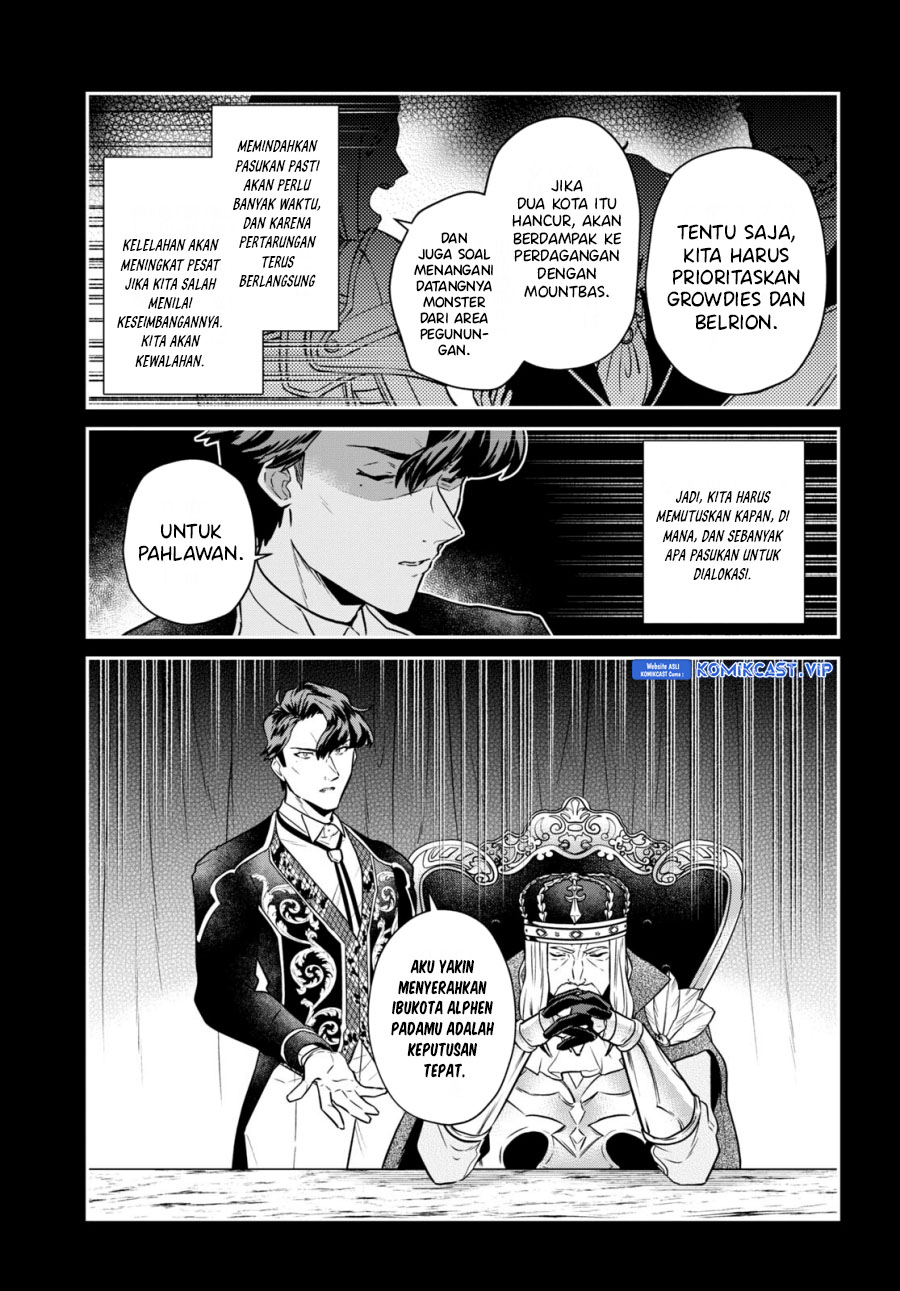 TENTU SAJA,
KITA HARUS
PRIORITASKAN
GROWDIES DAN
BELRION.
JIKA
DUA KOTA ITU
HANCUR, AKAN
BERDAMPAK KE
PERDAGANGAN
DENGAN
MOUNTBAS.
DAN
JUGA SOAL
MENANGANI
DATANGNYA
MONSTER
DARI AREA
PEGUNUN-
GAN.
MEMINDAHKAN
PASUKAN PASTI
AKAN PERLU
BANYAK WAKTU,
DAN KARENA
PERTARUNGAN
TERUS
BERLANGSUNG
KELELAHAN AKAN
MENINGKAT PESAT
JIKA KITA SALAH
MENILAI
KESEIMBANGANNYA.
KITA AKAN
KEWALAHAN.
JADI, KITA HARUS
MEMUTUSKAN KAPAN, DI
MANA, DAN SEBANYAK
APA PASUKAN UNTUK
DIALOKASI.
UNTUK
PAHLAWAN.
Website ASLI
KOMIKCAST Cuma :
KOMIKCAST.VIP
AKU YAKIN
MENYERAHKAN
IBUKOTA ALPHEN
PADAMU ADALAH
KEPUTUSAN
TEPAT.